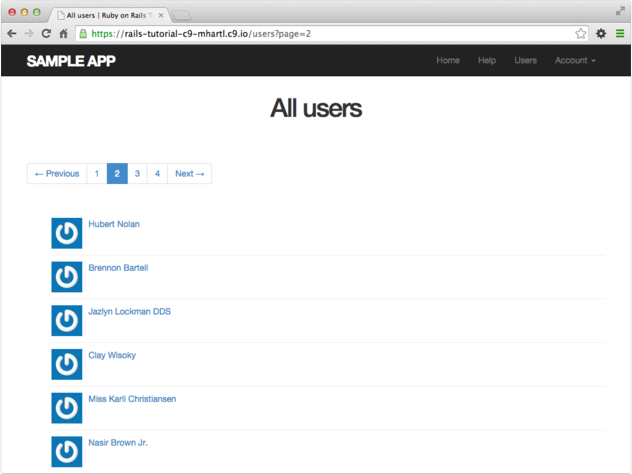 All users | Ruby on Rails T
https://rails-tutorial-c9-mhartl.c9.io/users?page=2
SAMPLE APP
Home Help Users Account
All users
← Previous 1 2 3 4 Next →
Hubert Nolan
Brennon Bartell
Jazlyn Lockman DDS
Clay Wisoky
Miss Karli Christiansen
Nasir Brown Jr.